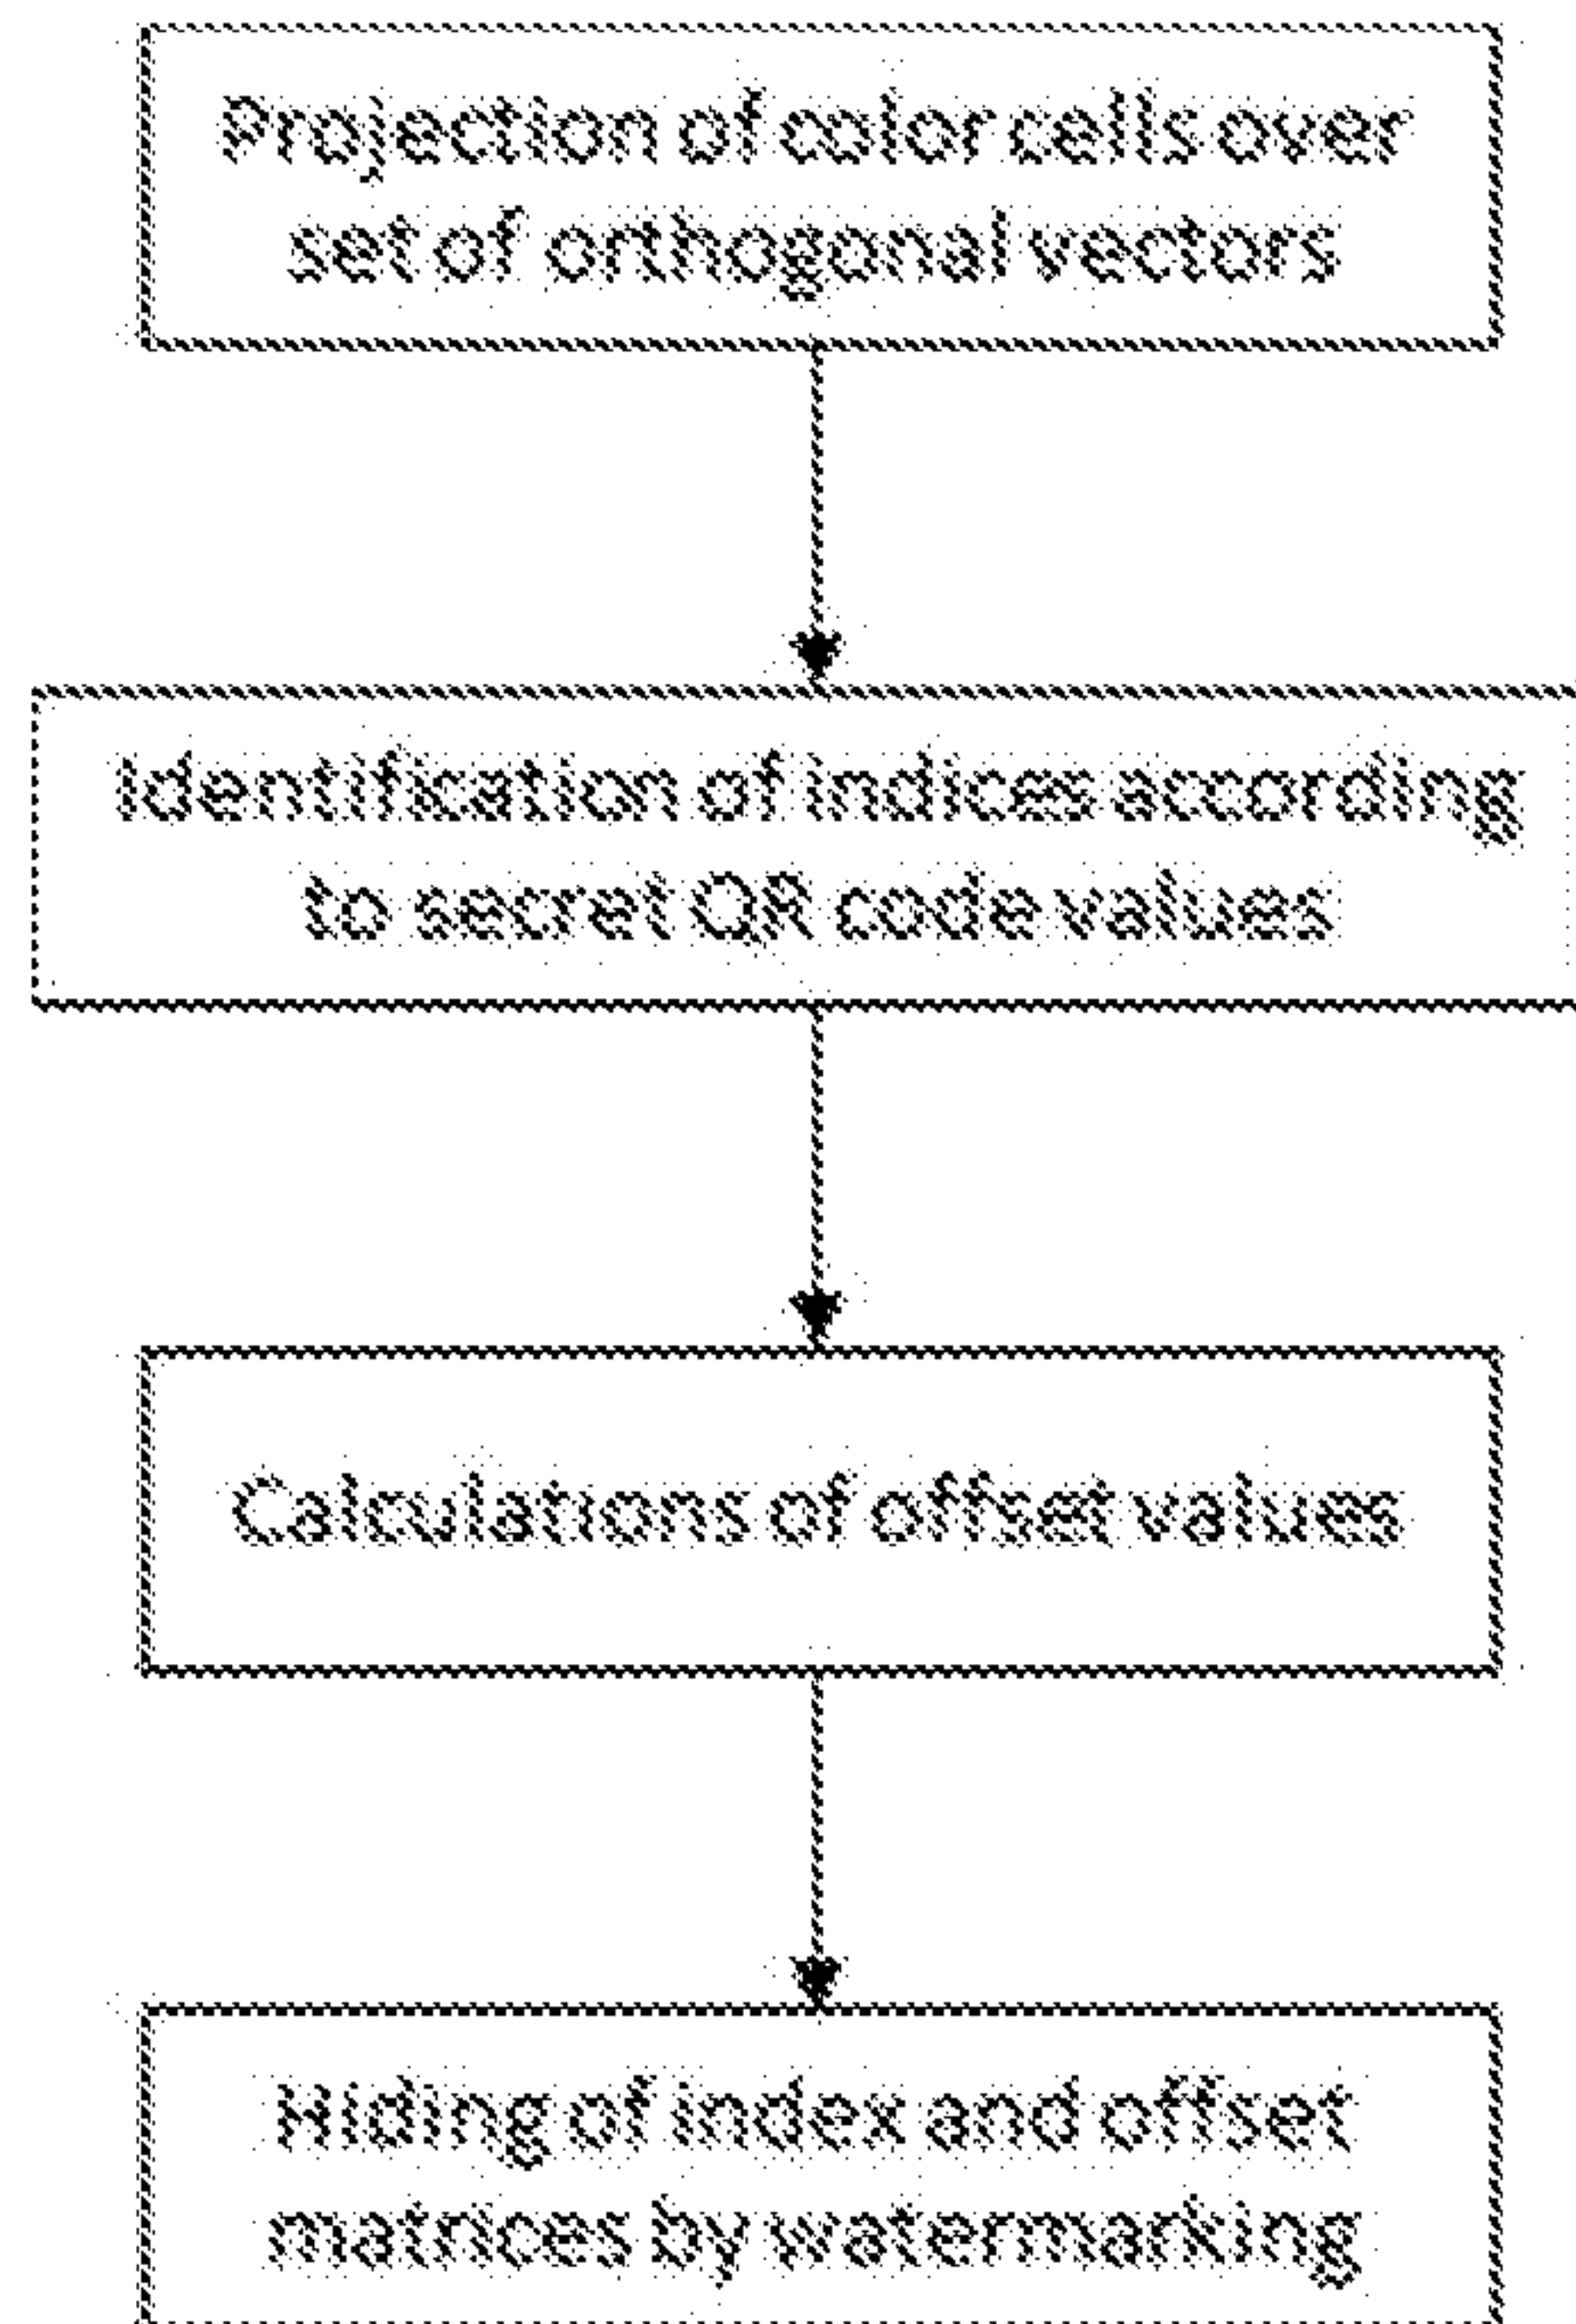 Projection of color cells over
set of orthogonal vectors
Identification of indices according
to secret QR code values
Calculations of offset values
Hiding of index and offset
matrices by watermarking